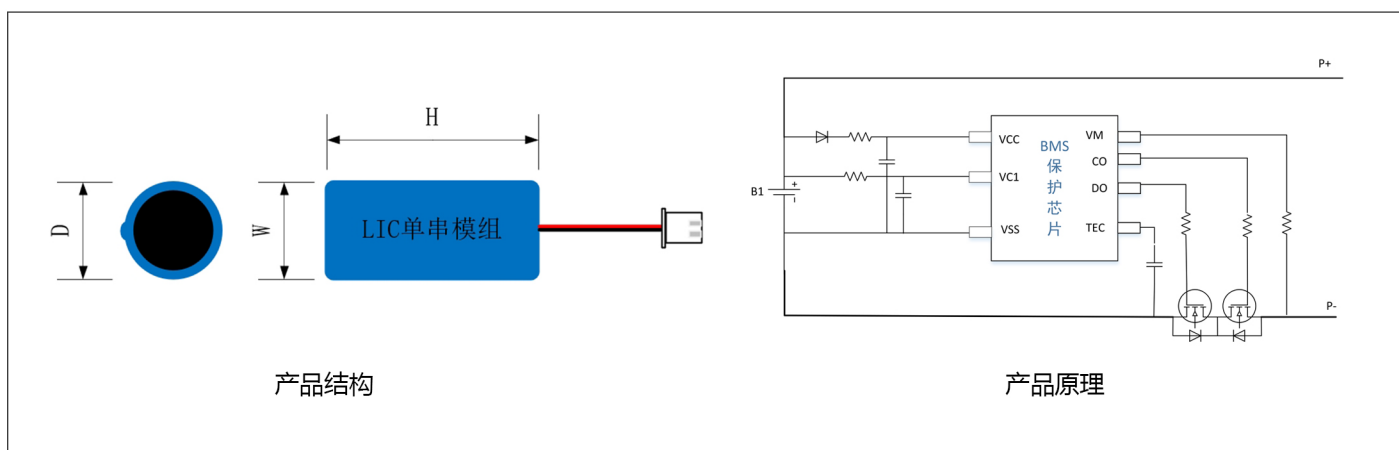 H
D
W
LIC单串模组
产品结构
P+
B1
+
-
VCC
VC1
VSS
BMS
保
护
芯
片
VM
CO
DO
TEC
P-
产品原理